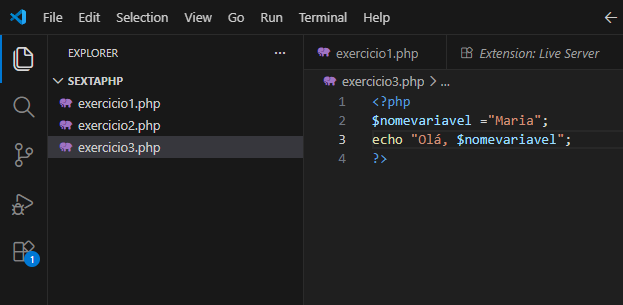 File Edit Selection View Go Run Terminal Help
EXPLORER ...
SEXTAPHP
exercicio1.php
exercicio2.php
exercicio3.php
1
exercicio1.php Extension: Live Server
exercicio3.php > ...
1 <?php
2 $nomevariavel ="Maria";
3 echo "Olá, $nomevariavel";
4 ?>